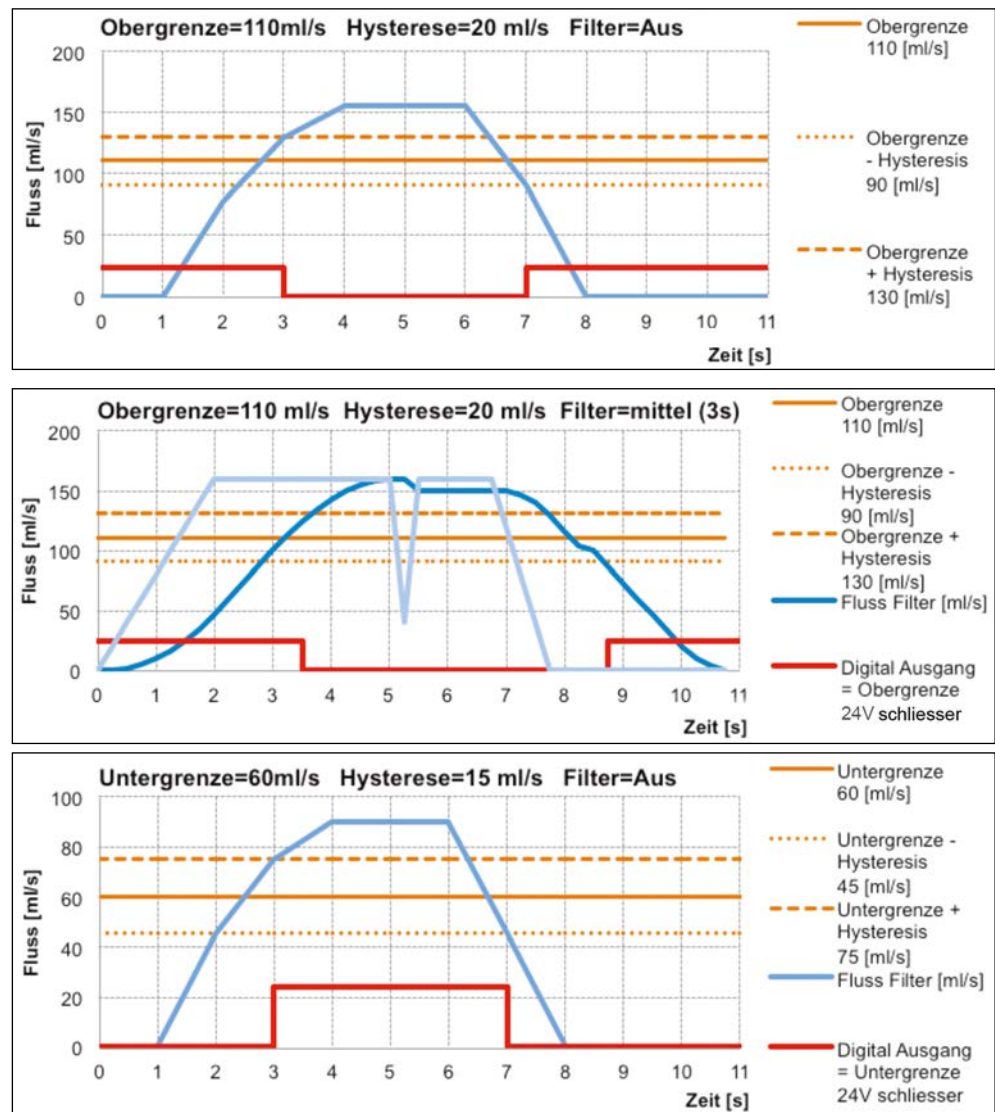 Obergrenze=110ml/s Hysterese=20 ml/s Filter=Aus
Fluss [ml/s]
200
150
100
50
0
0 1 2 3 4 5 6 7 8 9 10 11
Zeit [s]
Obergrenze
110 [ml/s]
Obergrenze
- Hysteresis
90 [ml/s]
Obergrenze
+ Hysteresis
130 [ml/s]
Obergrenze=110 ml/s Hysterese=20 ml/s Filter=mittel (3s)
Fluss [ml/s]
200
150
100
50
0
0 1 2 3 4 5 6 7 8 9 10 11
Zeit [s]
Obergrenze
110 [ml/s]
Obergrenze -
Hysteresis
90 [ml/s]
Obergrenze +
Hysteresis
130 [ml/s]
Fluss Filter [ml/s]
Digital Ausgang
= Obergrenze
24V schliesser
Untergrenze=60ml/s Hysterese=15 ml/s Filter=Aus
Fluss [ml/s]
100
80
60
40
20
0
0 1 2 3 4 5 6 7 8 9 10 11
Zeit [s]
Untergrenze
60 [ml/s]
Untergrenze -
Hysteresis
45 [ml/s]
Untergrenze +
Hysteresis
75 [ml/s]
Fluss Filter [ml/s]
Digital Ausgang
= Untergrenze
24V schliesser